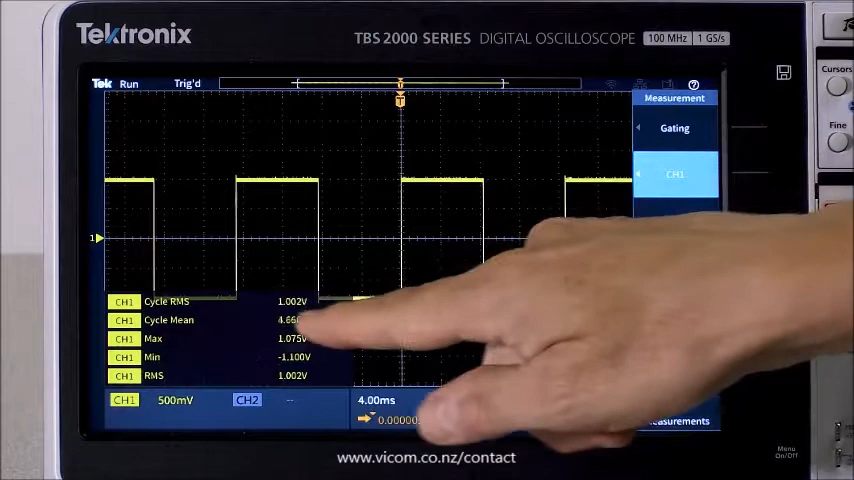 Tektronix
TBS 2000 SERIES DIGITAL OSCILLOSCOPE 100 MHz 1 GS/s
Tek Run Trig'd
T
T
?
Measurement
Gating
CH1
1
CH1 Cycle RMS 1.002V
CH1 Cycle Mean
CH1 Max 1.075V
CH1 Min -1.100V
CH1 RMS 1.002V
CH1 500mV CH2 -- 4.00ms
Cursors
Fine
Menu
On/Off
www.vicom.co.nz/contact